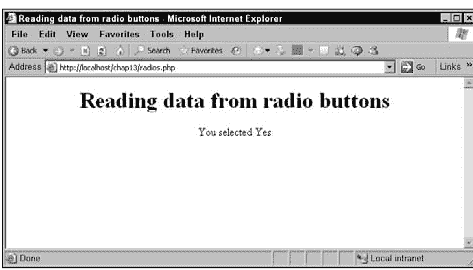 Reading data from radio buttons - Microsoft Internet Explorer
File Edit View Favorites Tools Help
Back Search Favorites
Address http://localhost/chap13/radios.php Go Links »
Reading data from radio buttons
You selected Yes
Done Local intranet